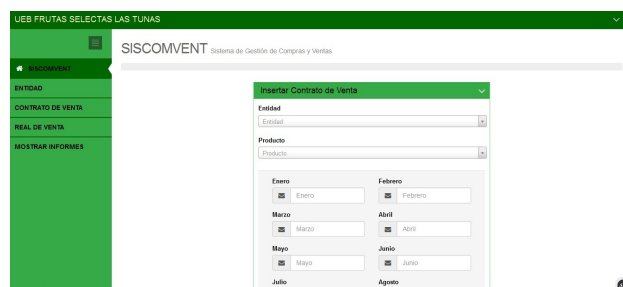 UEB FRUTAS SELECTAS LAS TUNAS
SISCOMVENT Sistema de Gestión de Compras y Ventas
SISCOMVENT
ENTIDAD
CONTRATO DE VENTA
REAL DE VENTA
MOSTRAR INFORMES
Insertar Contrato de Venta
Entidad
Entidad
Producto
Producto
Enero Febrero
Enero Febrero
Marzo Abril
Marzo Abril
Mayo Junio
Mayo Junio
Julio Agosto